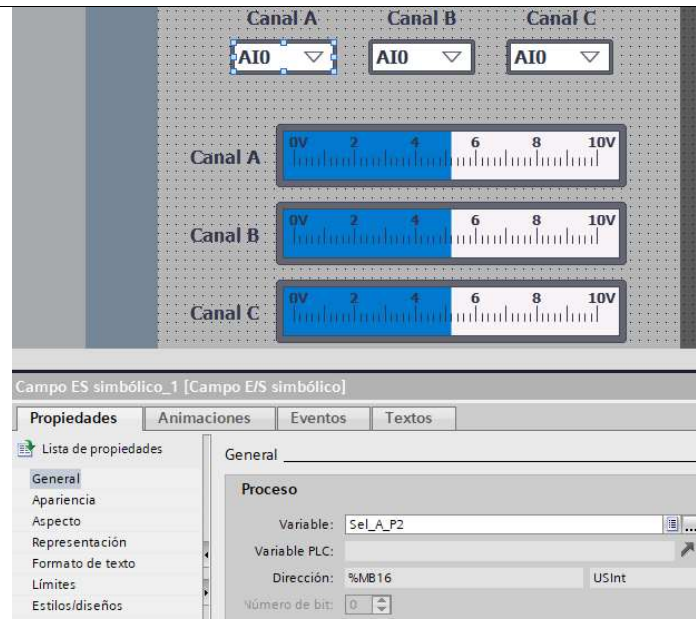 Canal A Canal B Canal C
AI0 AI0 AI0
0V 2 4 6 8 10V
Canal A
0V 2 4 6 8 10V
Canal B
0V 2 4 6 8 10V
Canal C
Campo ES simbólico_1 [Campo E/S simbólico]
Propiedades Animaciones Eventos Textos
Lista de propiedades
General
Apariencia
Aspecto
Representación
Formato de texto
Límites
Estilos/diseños
General
Proceso
Variable: Sel_A_P2 ...
Variable PLC:
Dirección: %MB16 USInt
Número de bit: 0